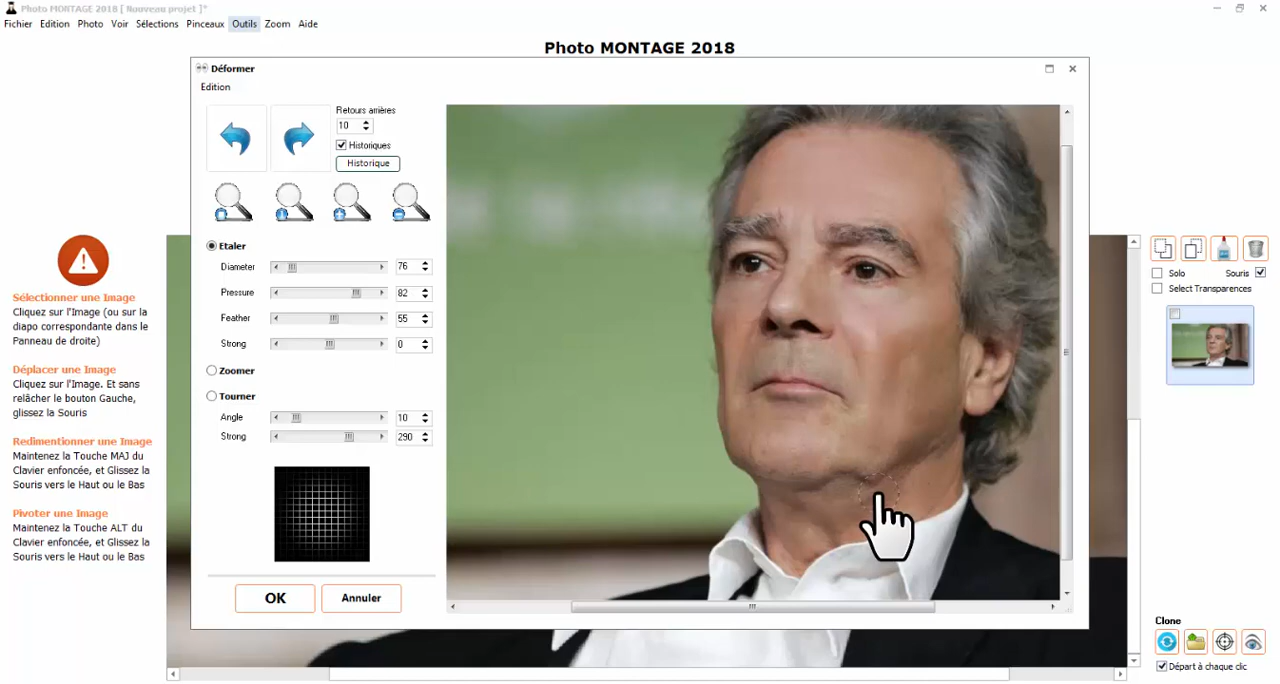 Photo MONTAGE 2018 [ Nouveau projet ]*
Fichier Edition Photo Voir Sélections Pinceaux Outils Zoom Aide
Photo MONTAGE 2018
Déformer
Edition
Retours arrières
10
Historiques
Historique
Etaler
Diameter 76
Pressure 82
Feather 55
Strong 0
Zoomer
Tourner
Angle 10
Strong 290
OK Annuler
Sélectionner une Image
Cliquez sur l'Image (ou sur la
diapo correspondante dans le
Panneau de droite)
Déplacer une Image
Cliquez sur l'Image. Et sans
relâcher le bouton Gauche,
glissez la Souris
Redimentionner une Image
Maintenez la Touche MAJ du
Clavier enfoncée, et Glissez la
Souris vers le Haut ou le Bas
Pivoter une Image
Maintenez la Touche ALT du
Clavier enfoncée, et Glissez la
Souris vers le Haut ou le Bas
Solo Souris
Select Transparences
Clone
Départ à chaque clic